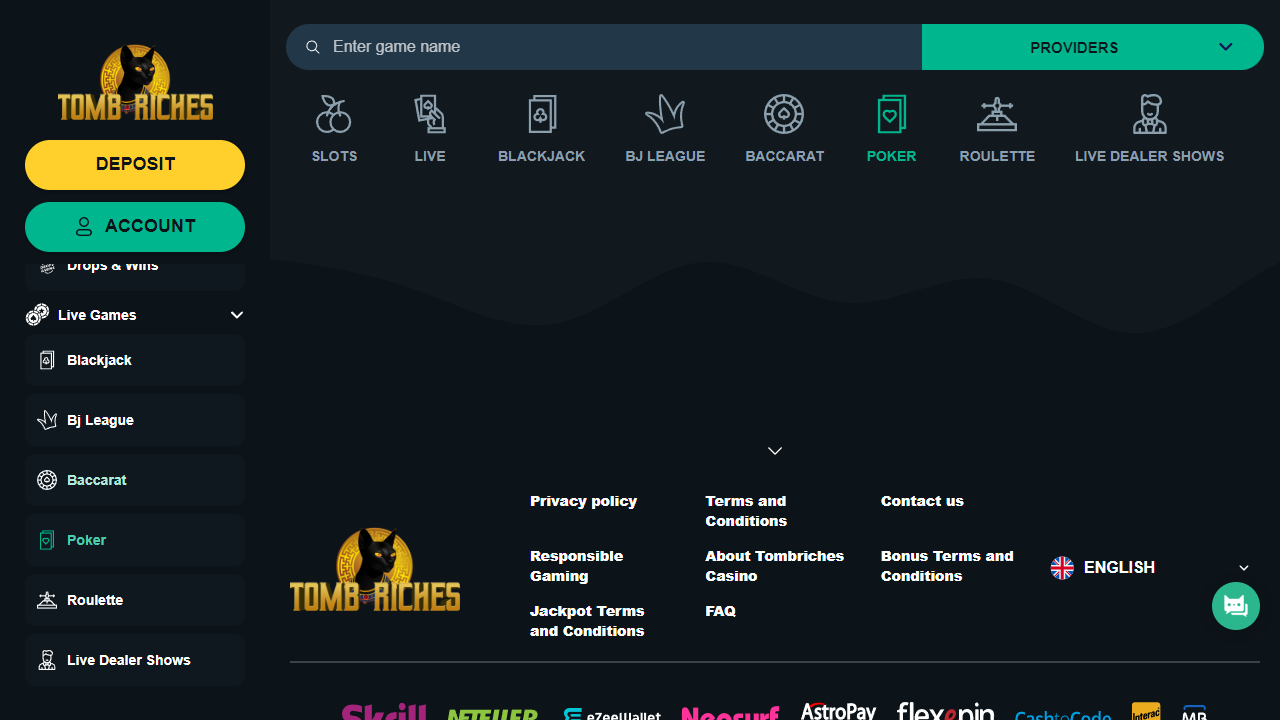 TOMB RICHES
DEPOSIT
ACCOUNT
Drops & Wins
Live Games
Blackjack
Bj League
Baccarat
Poker
Roulette
Live Dealer Shows
Enter game name
PROVIDERS
SLOTS
LIVE
BLACKJACK
BJ LEAGUE
BACCARAT
POKER
ROULETTE
LIVE DEALER SHOWS
TOMB RICHES
Privacy policy
Terms and
Conditions
Contact us
Responsible
Gaming
About Tombriches
Casino
Bonus Terms and
Conditions
Jackpot Terms
and Conditions
FAQ
ENGLISH
Skrill
NETELLER
eZeeWallet
Neosurf
AstroPay
flexepin
CashtoCode
Interac
MB